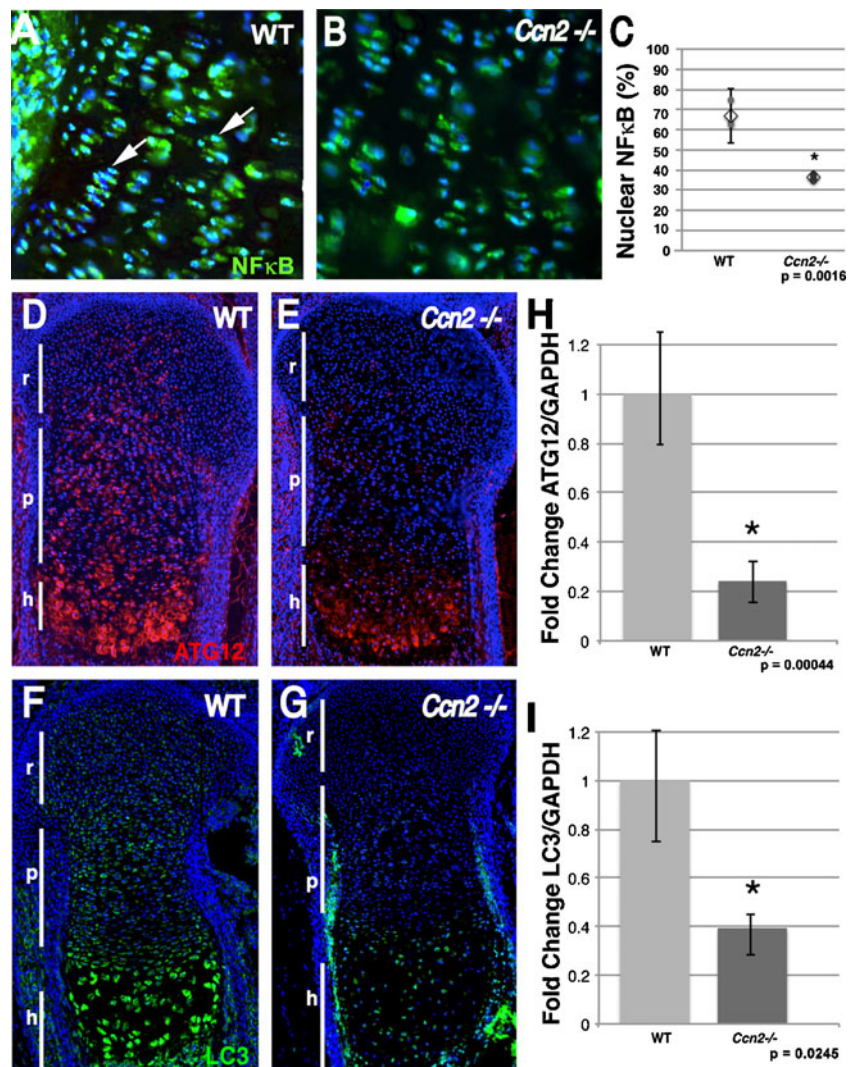 A WT
NFκB
B Ccn2 -/-
C
Nuclear NFκB (%)
100
90
80
70
60
50
40
30
20
10
0
*
WT Ccn2-/-
p = 0.0016
D WT
r
p
h
ATG12
E Ccn2 -/-
r
p
h
H
Fold Change ATG12/GAPDH
1.2
1
0.8
0.6
0.4
0.2
0
*
WT Ccn2-/-
p = 0.00044
F WT
r
p
h
LC3
G Ccn2 -/-
r
p
h
I
Fold Change LC3/GAPDH
1.2
1
0.8
0.6
0.4
0.2
0
*
WT Ccn2-/-
p = 0.0245